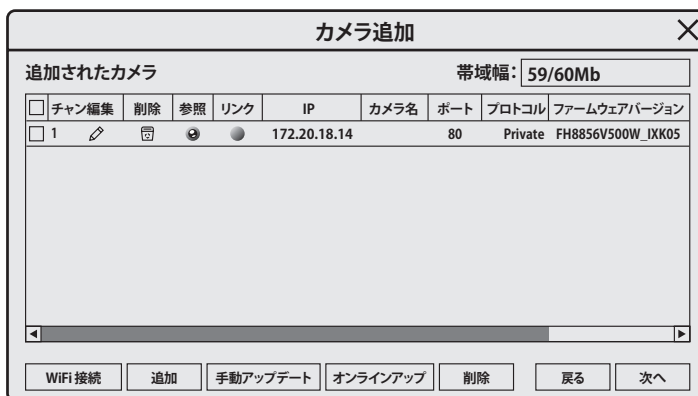 カメラ追加
追加されたカメラ 帯域幅： 59/60Mb
チャン編集 削除 参照 リンク IP カメラ名 ポート プロトコル ファームウェアバージョン
1 172.20.18.14 80 Private FH8856V500W_IXK05
WiFi 接続 追加 手動アップデート オンラインアップ 削除 戻る 次へ